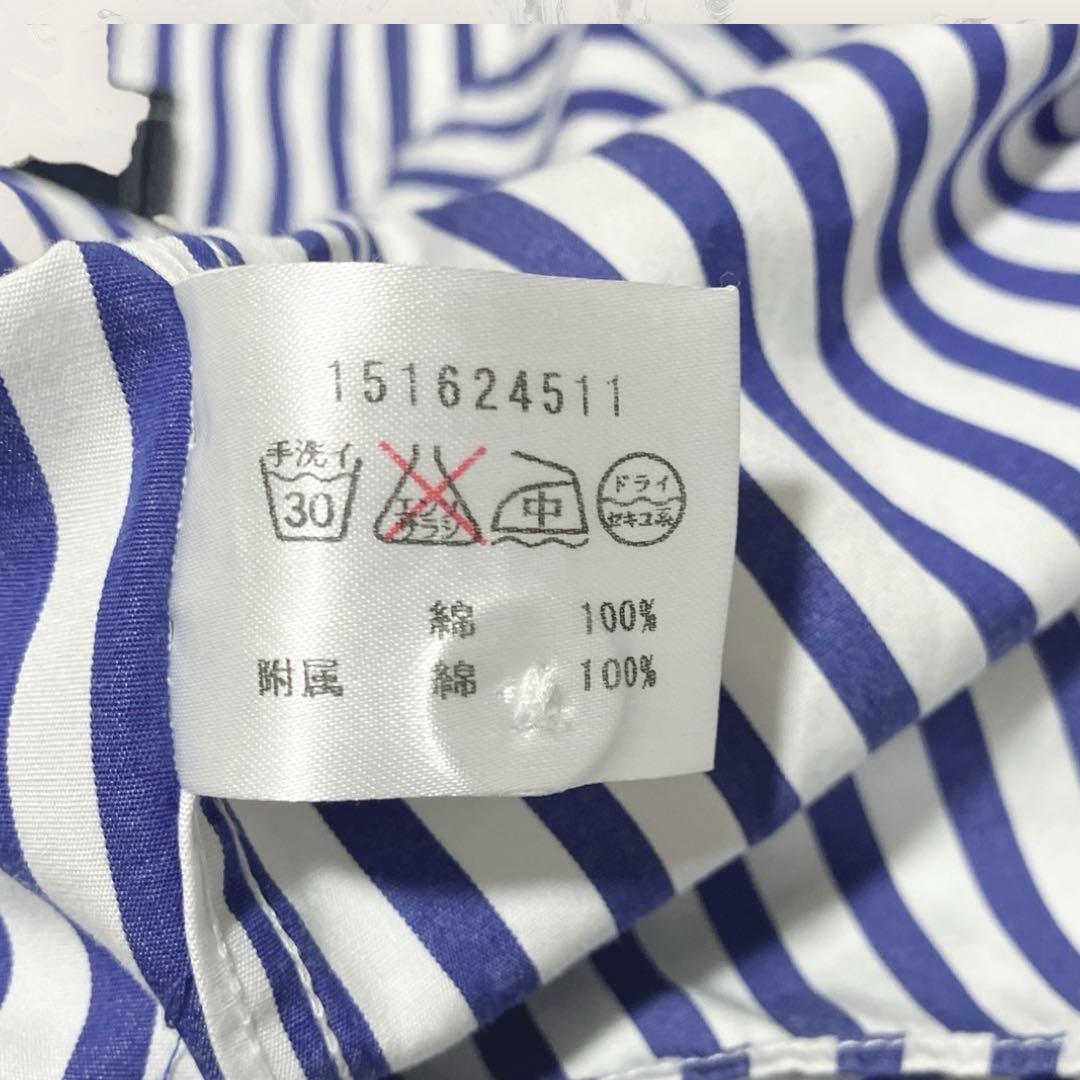 151624511
手洗イ
30
エンソ
サラシ
中
ドライ
セキユ系
綿 100%
附属 綿 100%